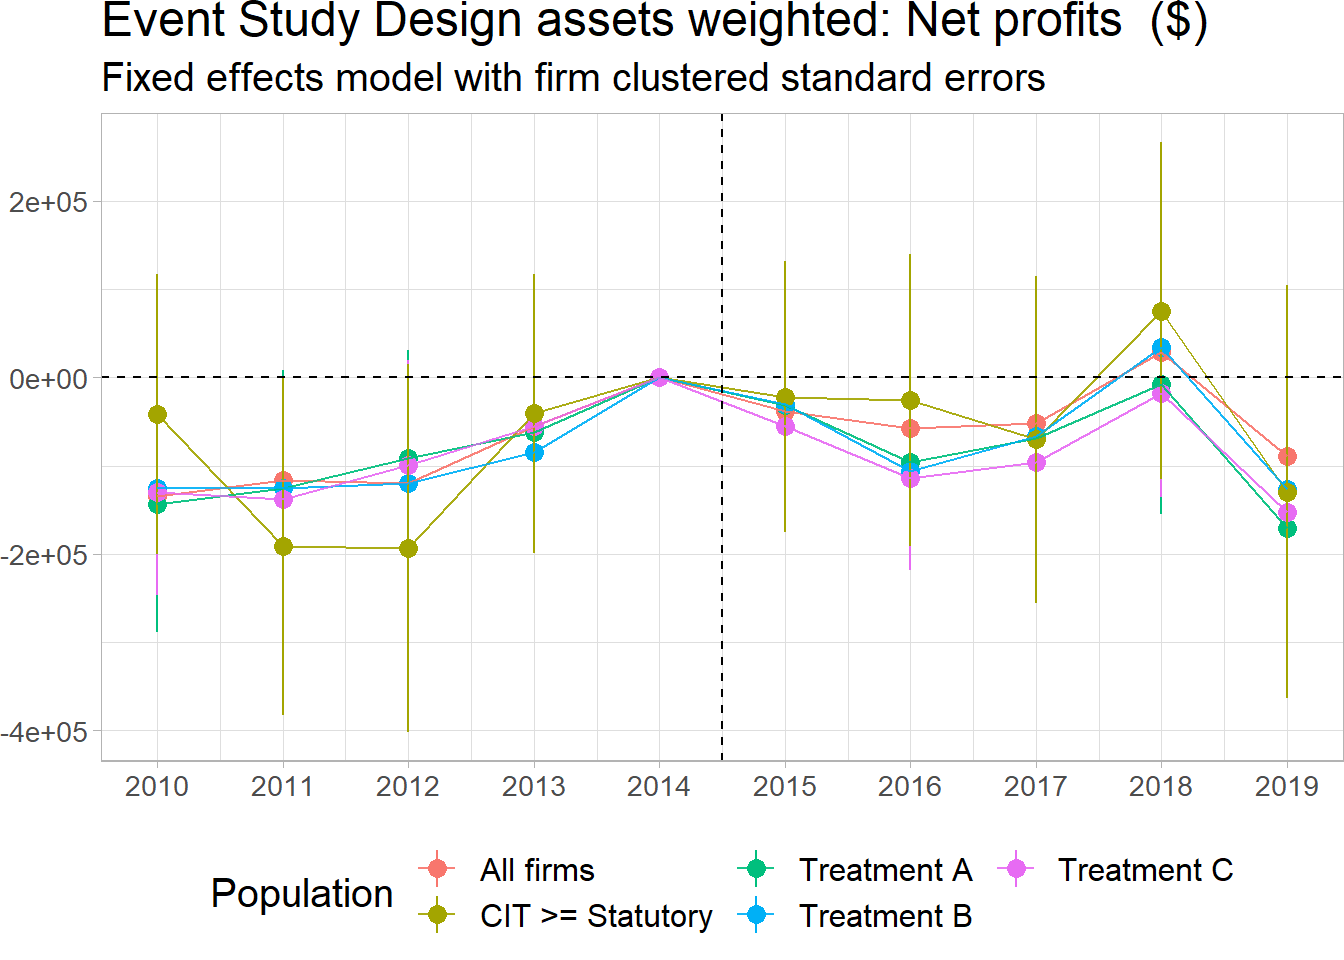 Event Study Design assets weighted: Net profits  ($)
Fixed effects model with firm clustered standard errors
2e+05
0e+00
-2e+05
-4e+05
2010 2011 2012 2013 2014 2015 2016 2017 2018 2019
Population
All firms
CIT >= Statutory
Treatment A
Treatment B
Treatment C